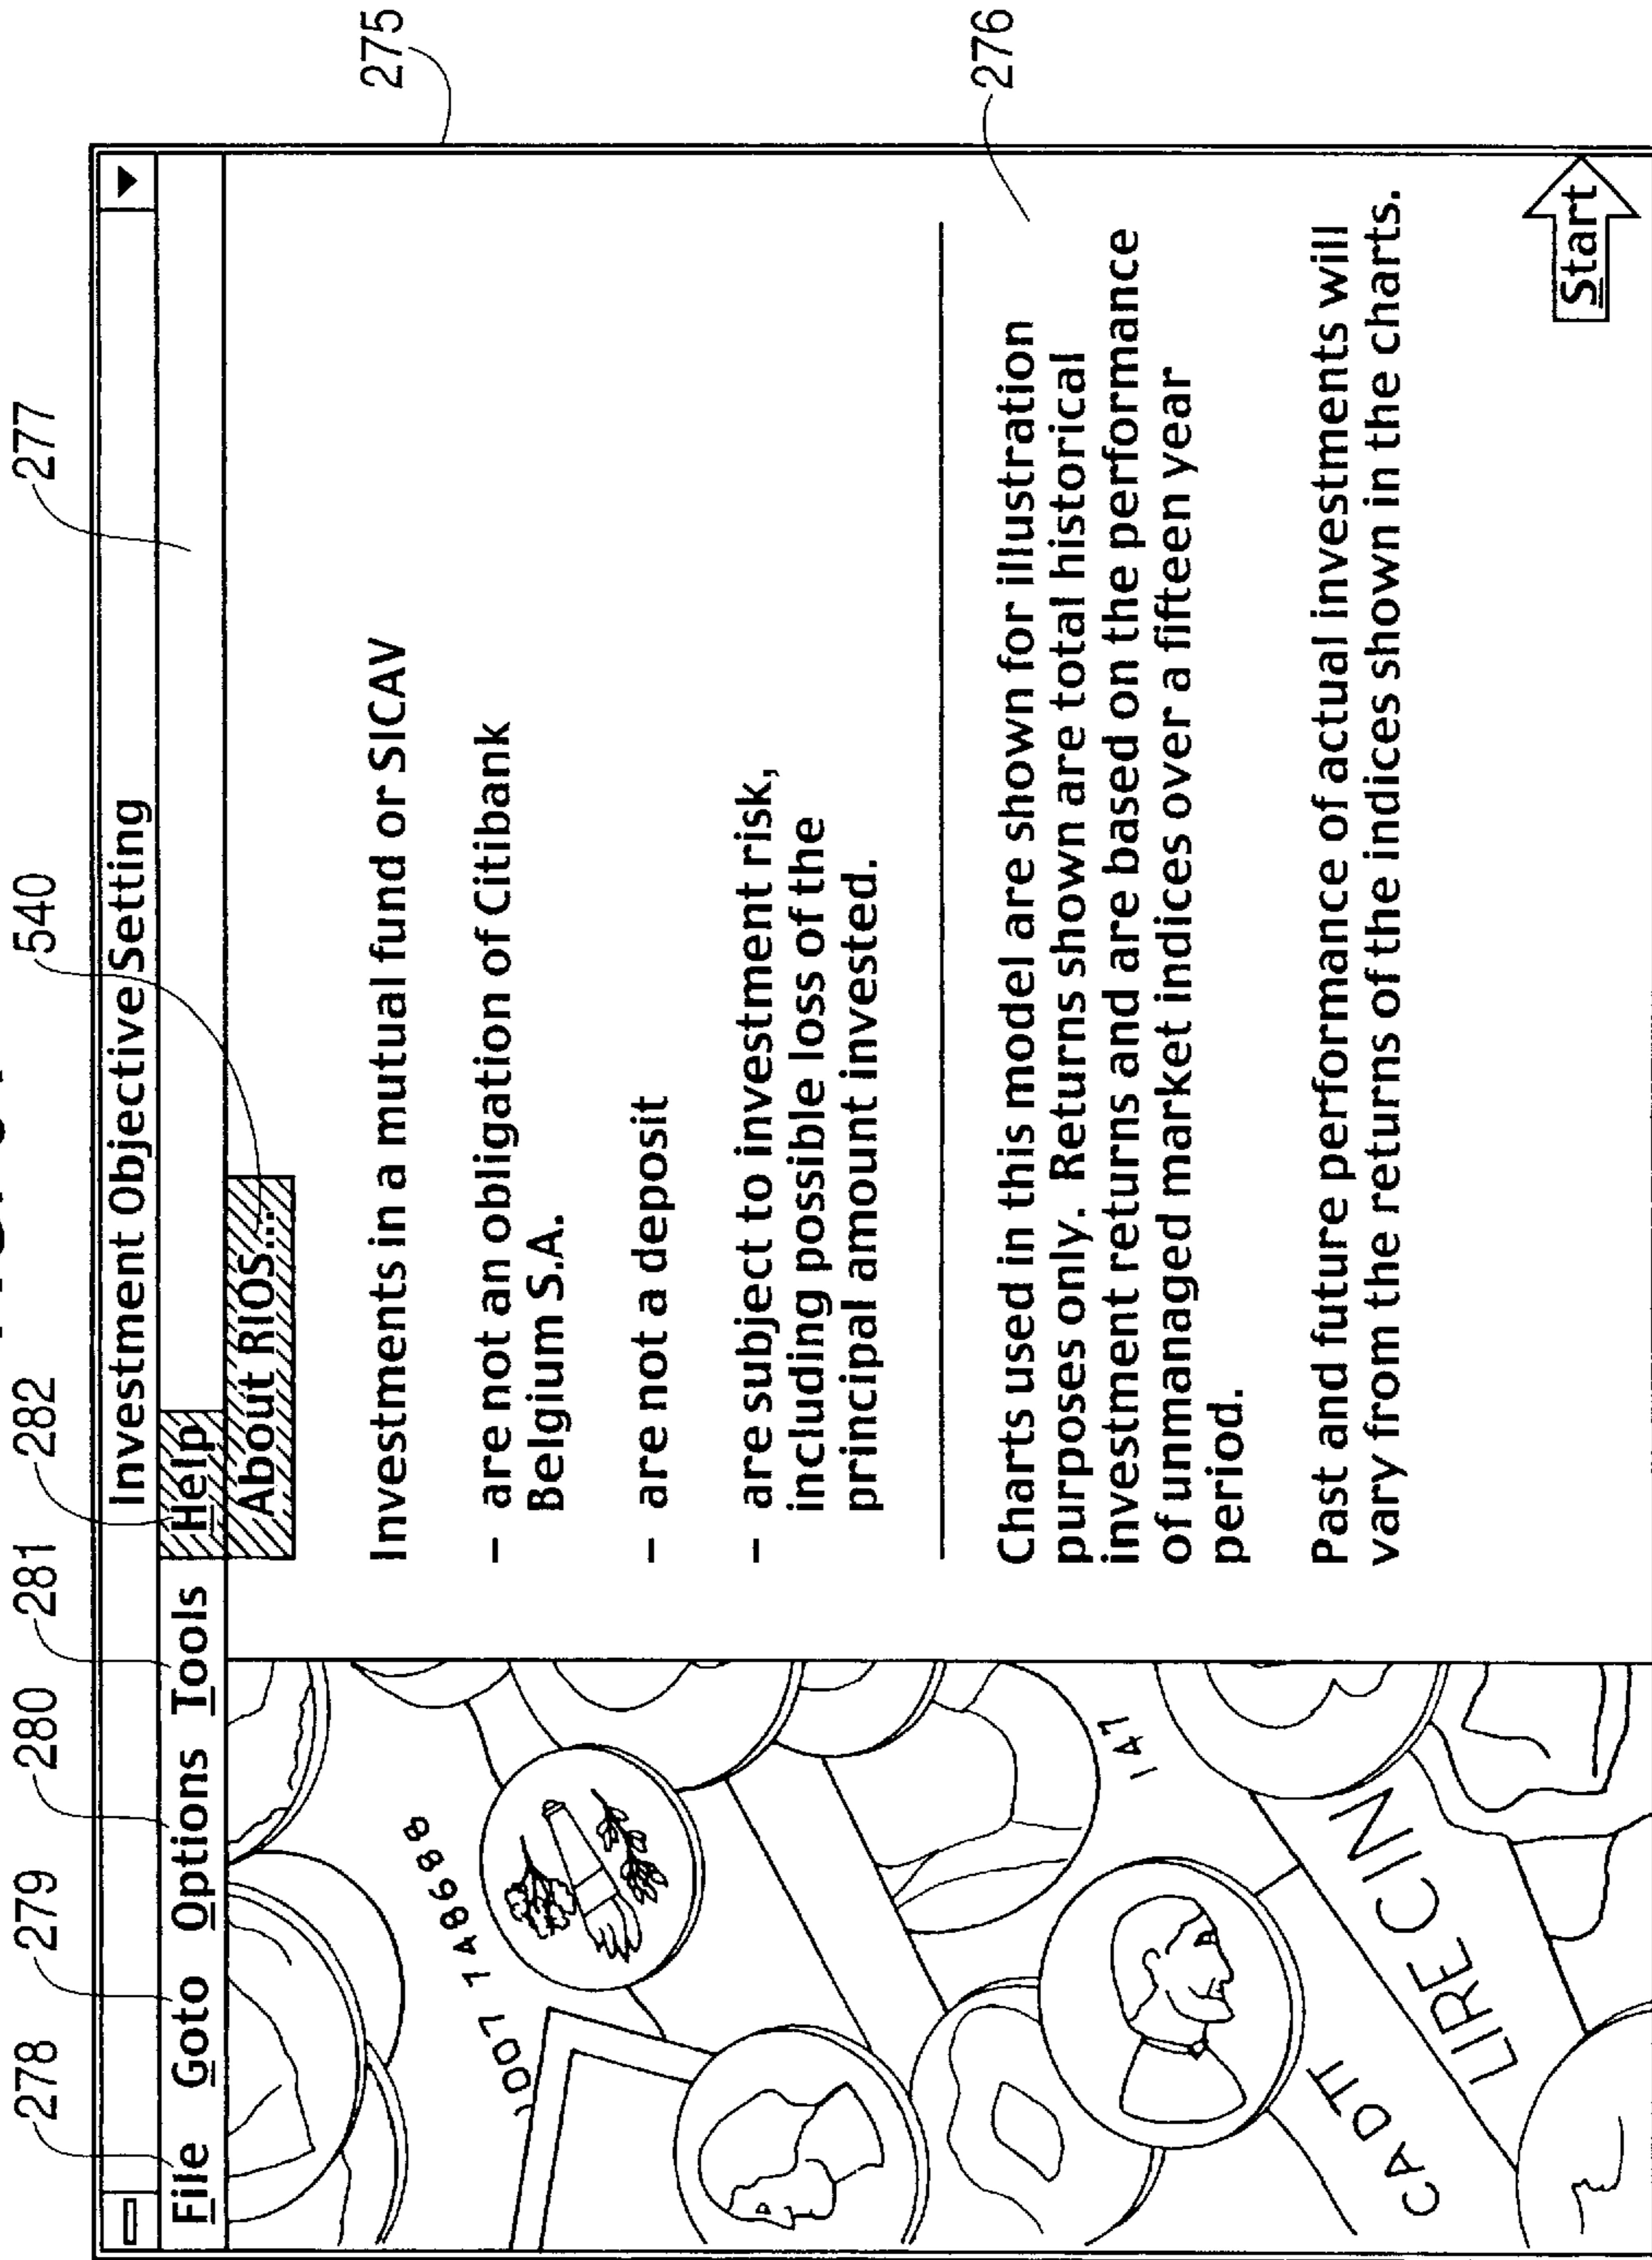 278 279 280 281 282 540 277
Investment Objective Setting
File Goto Options Tools Help
About RIOS...
275
Investments in a mutual fund or SICAV
– are not an obligation of Citibank
Belgium S.A.
– are not a deposit
– are subject to investment risk,
including possible loss of the
principal amount invested.
276
Charts used in this model are shown for illustration
purposes only. Returns shown are total historical
investment returns and are based on the performance
of unmanaged market indices over a fifteen year
period.
Past and future performance of actual investments will
vary from the returns of the indices shown in the charts.
Start
1A7
LIRE CIN